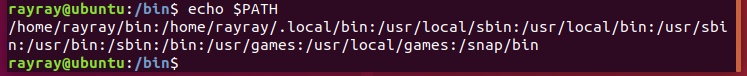 rayray@ubuntu:/bin$ echo $PATH
/home/rayray/bin:/home/rayray/.local/bin:/usr/local/sbin:/usr/local/bin:/usr/sbi
n:/usr/bin:/sbin:/bin:/usr/games:/usr/local/games:/snap/bin
rayray@ubuntu:/bin$